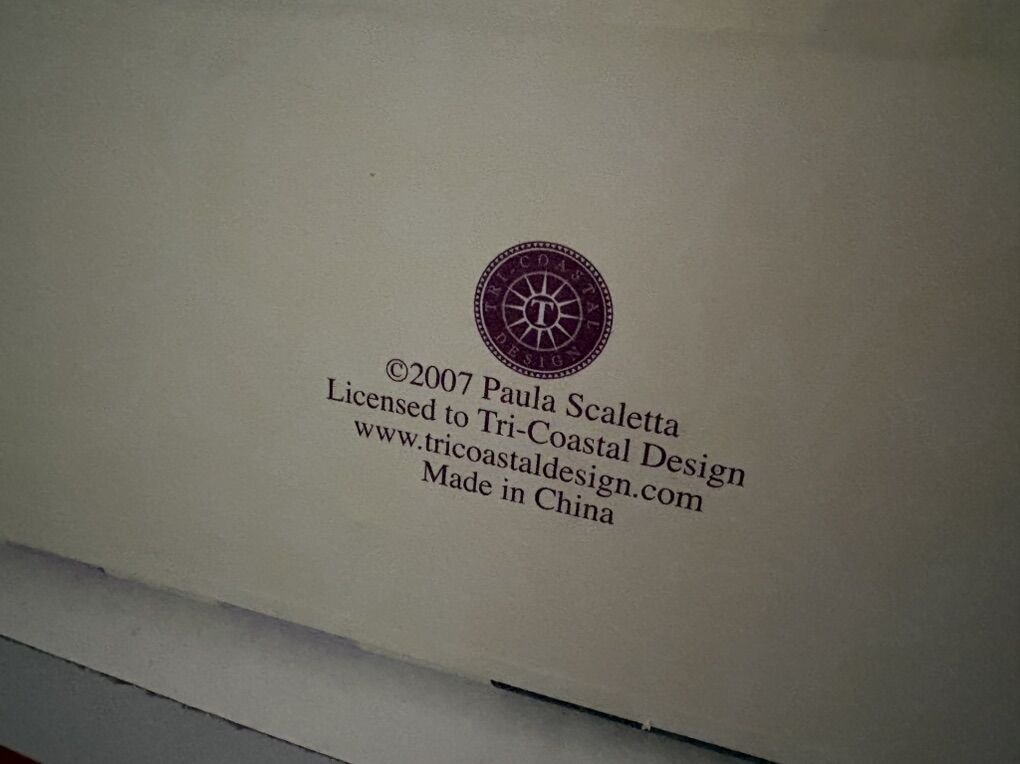 TRI-COASTAL
T
DESIGN
©2007 Paula Scaletta
Licensed to Tri-Coastal Design
www.tricoastaldesign.com
Made in China